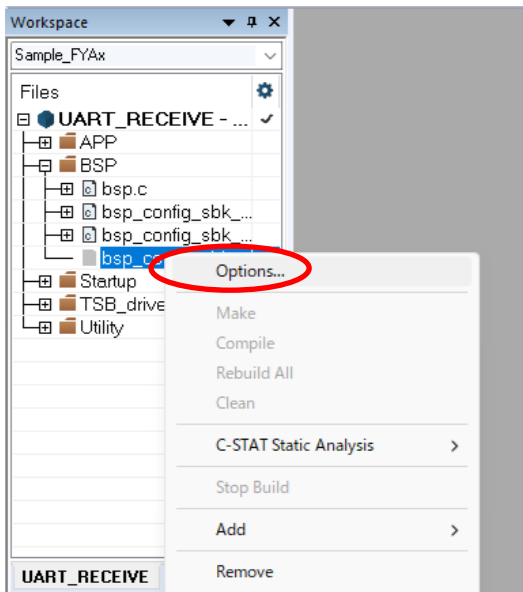 Workspace
Sample_FYAx
Files
UART_RECEIVE - ...
APP
BSP
bsp.c
bsp_config_sbk_...
bsp_config_sbk_...
Options...
Startup
TSB_drive
Make
Utility
Compile
Rebuild All
Clean
C-STAT Static Analysis
Stop Build
Add
Remove
UART_RECEIVE